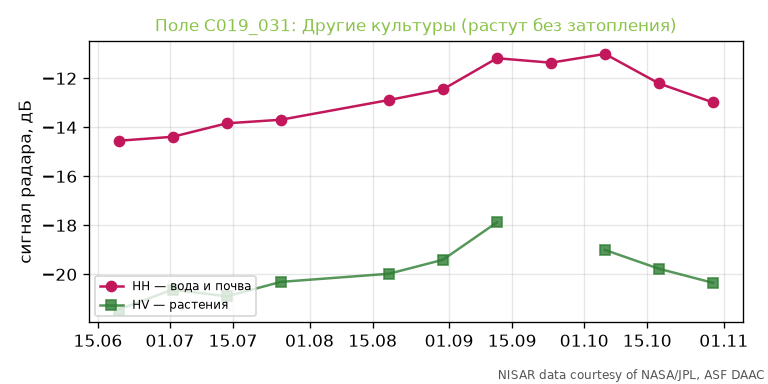 Поле C019_031: Другие культуры (растут без затопления)
сигнал радара, дБ
−12
−14
−16
−18
−20
HH — вода и почва
HV — растения
15.06 01.07 15.07 01.08 15.08 01.09 15.09 01.10 15.10 01.11
NISAR data courtesy of NASA/JPL, ASF DAAC